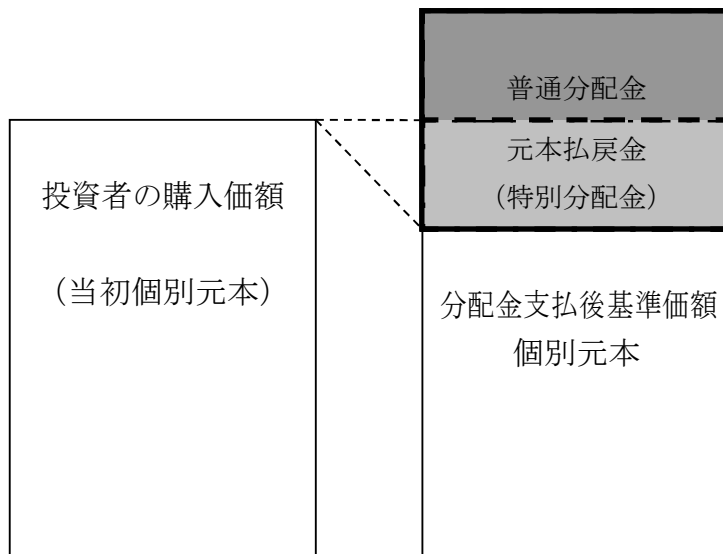 投資者の購入価額
（当初個別元本）
普通分配金
元本払戻金
（特別分配金）
分配金支払後基準価額
個別元本